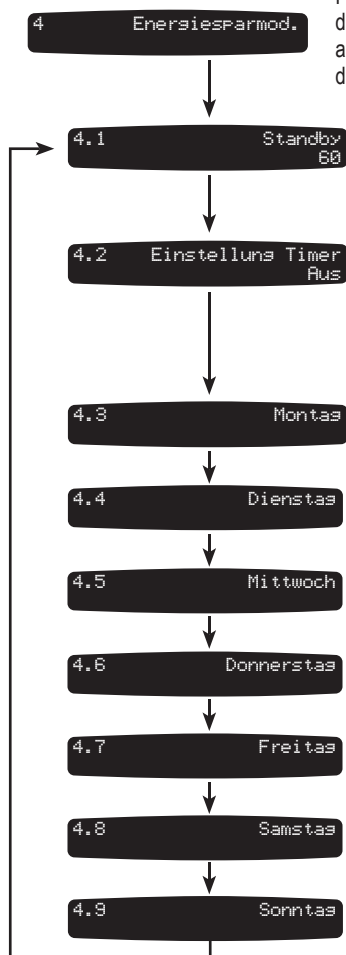 4 Energiesparmod.
d
a
d
4.1 Standby
60
4.2 Einstellung Timer
Aus
4.3 Montag
4.4 Dienstag
4.5 Mittwoch
4.6 Donnerstag
4.7 Freitag
4.8 Samstag
4.9 Sonntag